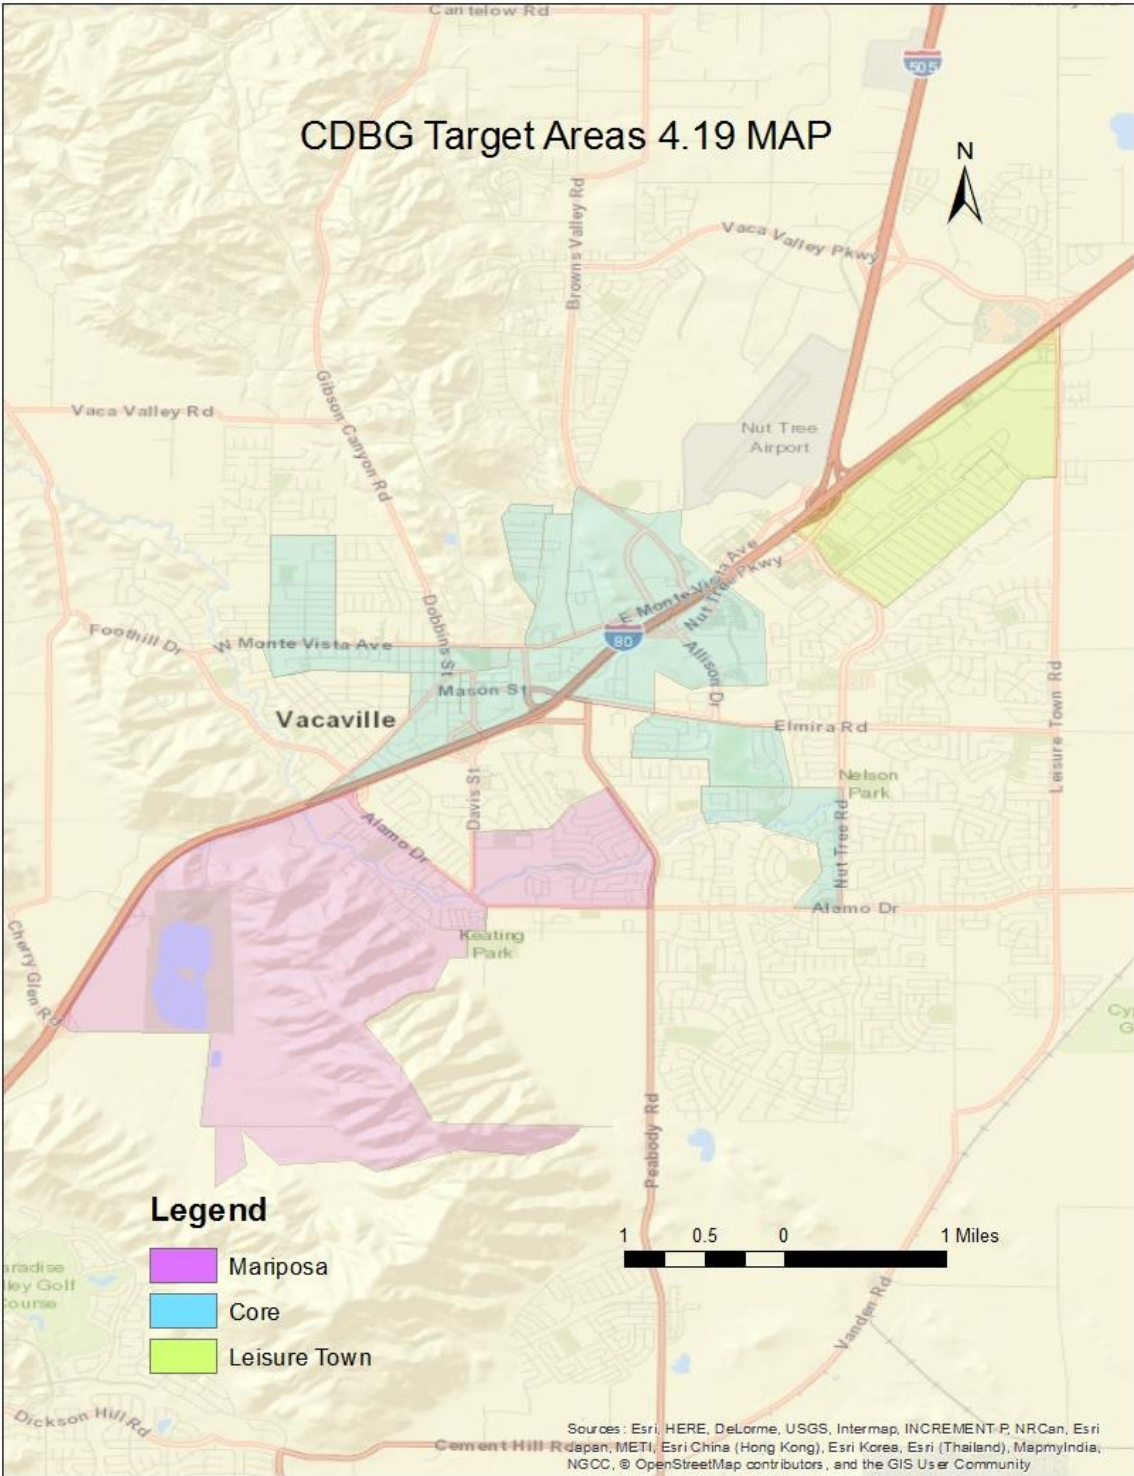 Cantelow Rd
505
CDBG Target Areas 4.19 MAP
N
Browns Valley Rd
Vaca Valley Pkwy
Gibson Canyon Rd
Vaca Valley Rd
Nut Tree
Airport
E Monte Vista Ave
Nut Tree Pkwy
Foothill Dr
W Monte Vista Ave
Dobbins St
80
Allison Dr
Mason St
Vacaville
Elmira Rd
Leisure Town Rd
Davis St
Nelson
Park
Alamo Dr
Nut Tree Rd
Alamo Dr
Keating
Park
Cherry Glen Rd
Peabody Rd
Legend
Mariposa
Core
Leisure Town
1 0.5 0 1 Miles
aradise
lley Golf
Course
Vanden Rd
Dickson Hill Rd
Cement Hill Rd
Sources: Esri, HERE, DeLorme, USGS, Intermap, INCREMENT P, NRCan, Esri
Japan, METI, Esri China (Hong Kong), Esri Korea, Esri (Thailand), MapmyIndia,
NGCC, © OpenStreetMap contributors, and the GIS User Community